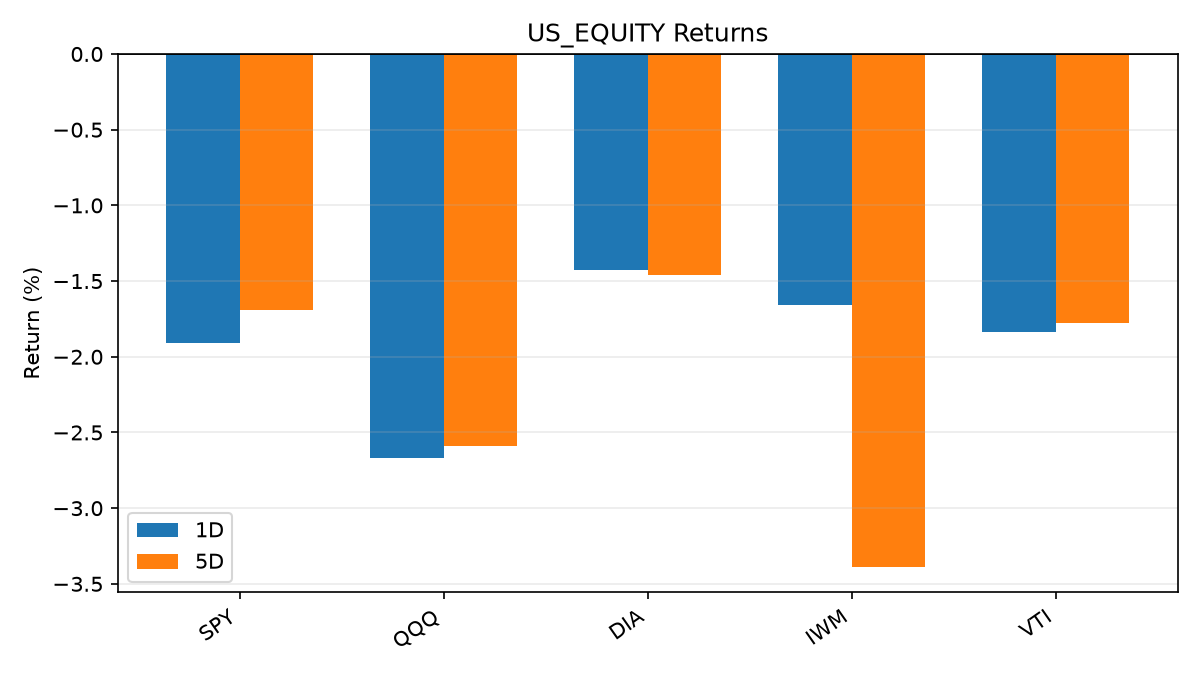 US_EQUITY Returns
Return (%)
0.0
−0.5
−1.0
−1.5
−2.0
−2.5
−3.0
−3.5
1D
5D
SPY
QQQ
DIA
IWM
VTI